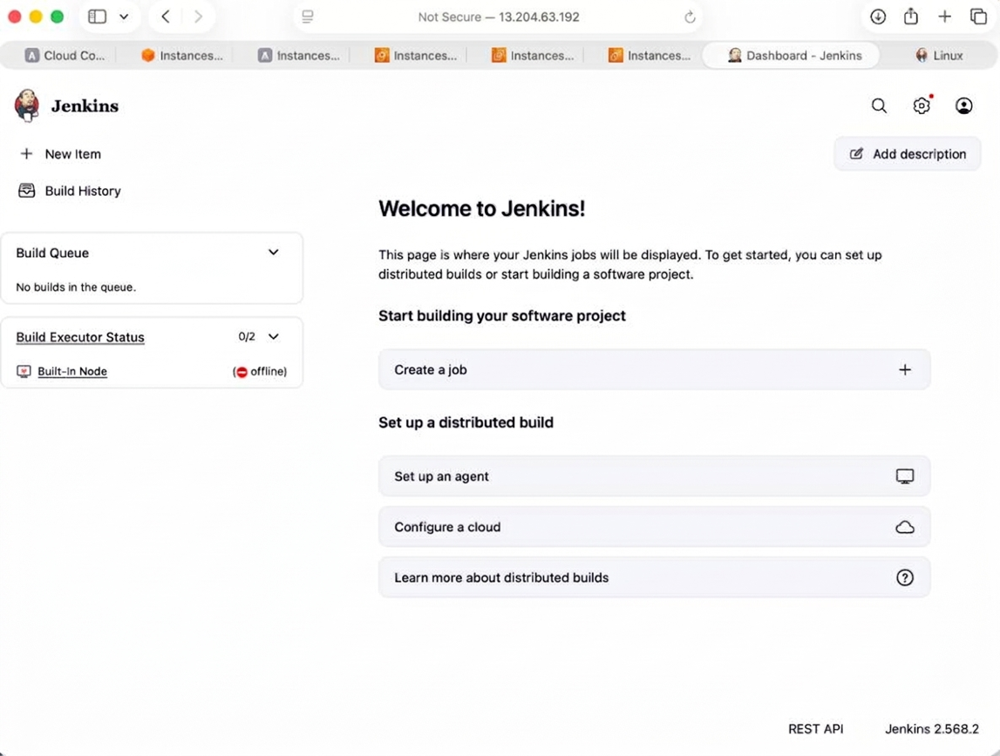 Not Secure — 13.204.63.192
Cloud Co...
Instances...
Instances...
Instances...
Instances...
Instances...
Dashboard - Jenkins
Linux
Jenkins
New Item
Add description
Build History
Welcome to Jenkins!
Build Queue
This page is where your Jenkins jobs will be displayed. To get started, you can set up
distributed builds or start building a software project.
No builds in the queue.
Start building your software project
Build Executor Status 0/2
Built-In Node (offline)
Create a job
Set up a distributed build
Set up an agent
Configure a cloud
Learn more about distributed builds
REST API Jenkins 2.568.2